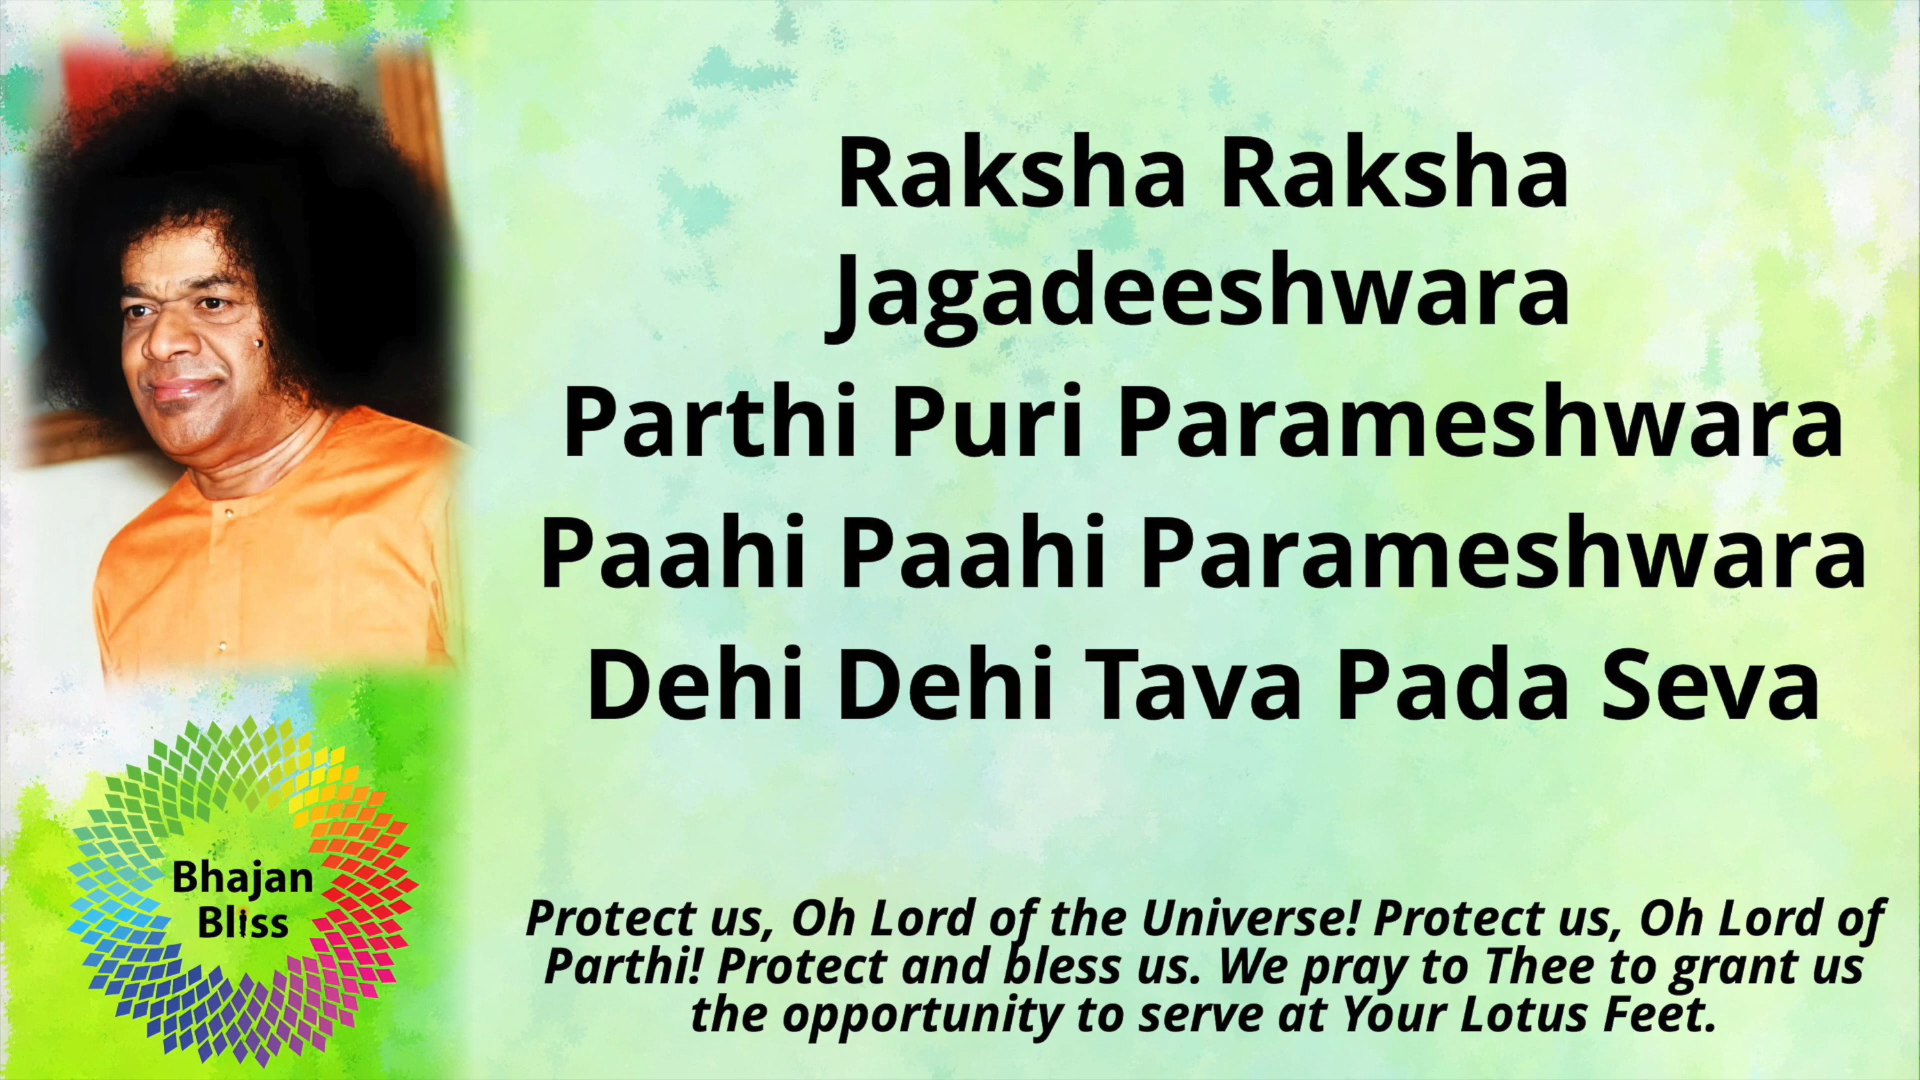 Raksha Raksha
Jagadeeshwara
Parthi Puri Parameshwara
Paahi Paahi Parameshwara
Dehi Dehi Tava Pada Seva
Protect us, Oh Lord of the Universe! Protect us, Oh Lord of
Parthi! Protect and bless us. We pray to Thee to grant us
the opportunity to serve at Your Lotus Feet.
Bhajan
Bliss